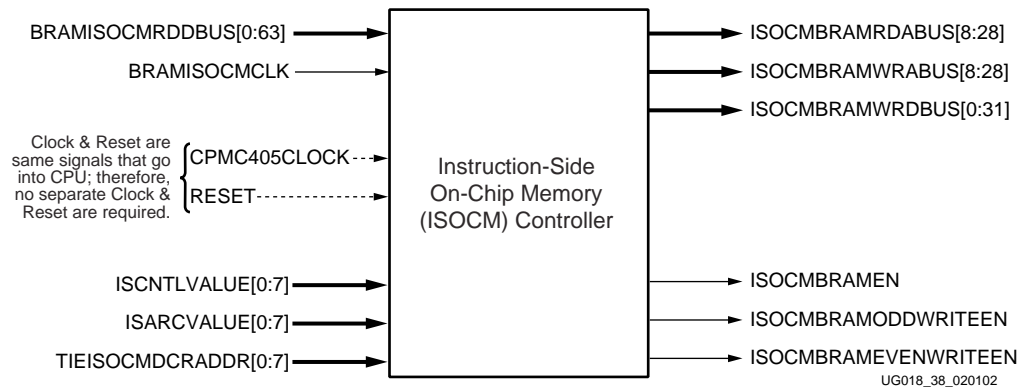 BRAMISOCMRDDBUS[0:63]
BRAMISOCMCLK
Clock & Reset are
same signals that go
into CPU; therefore,
no separate Clock &
Reset are required.
CPMC405CLOCK
RESET
ISCNTLVALUE[0:7]
ISARCVALUE[0:7]
TIEISOCMDCRADDR[0:7]
Instruction-Side
On-Chip Memory
(ISOCM) Controller
ISOCMBRAMRDABUS[8:28]
ISOCMBRAMWRABUS[8:28]
ISOCMBRAMWRDBUS[0:31]
ISOCMBRAMEN
ISOCMBRAMODDWRITEEN
ISOCMBRAMEVENWRITEEN
UG018_38_020102